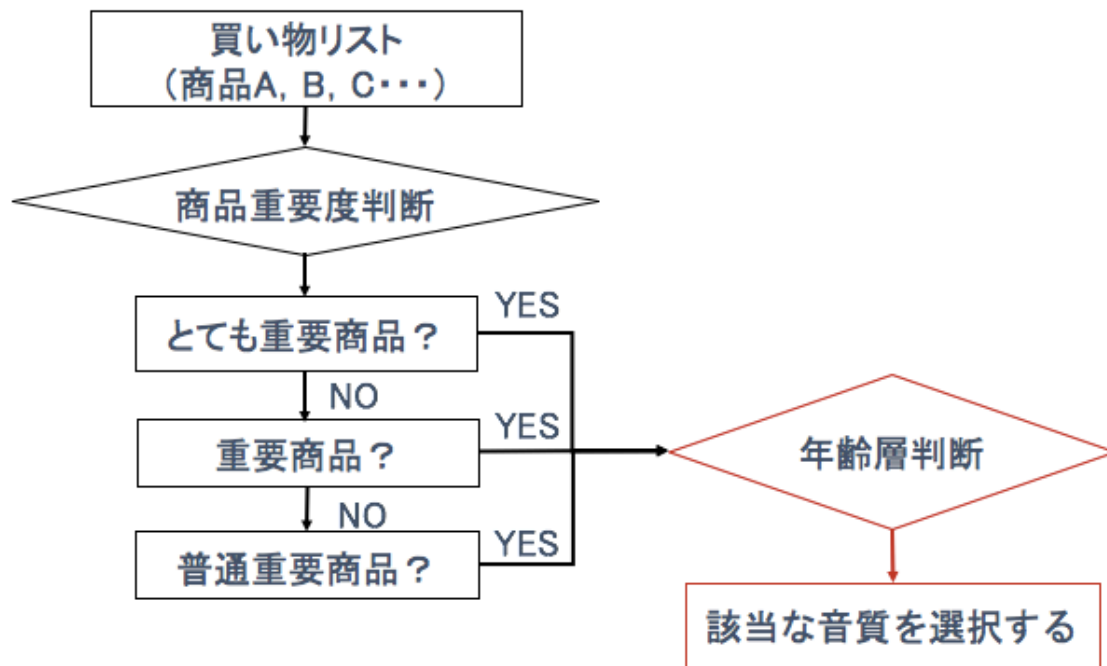 買い物リスト
(商品A, B, C・・・)
商品重要度判断
とても重要商品？
YES
NO
重要商品？
YES
NO
普通重要商品？
YES
年齢層判断
該当な音質を選択する